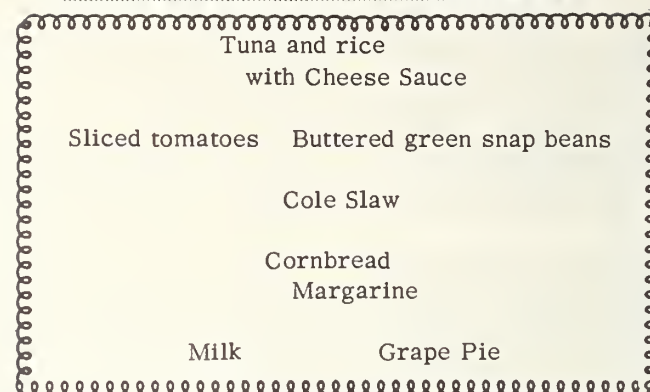 Tuna and rice
with Cheese Sauce
Sliced tomatoes Buttered green snap beans
Cole Slaw
Cornbread
Margarine
Milk Grape Pie